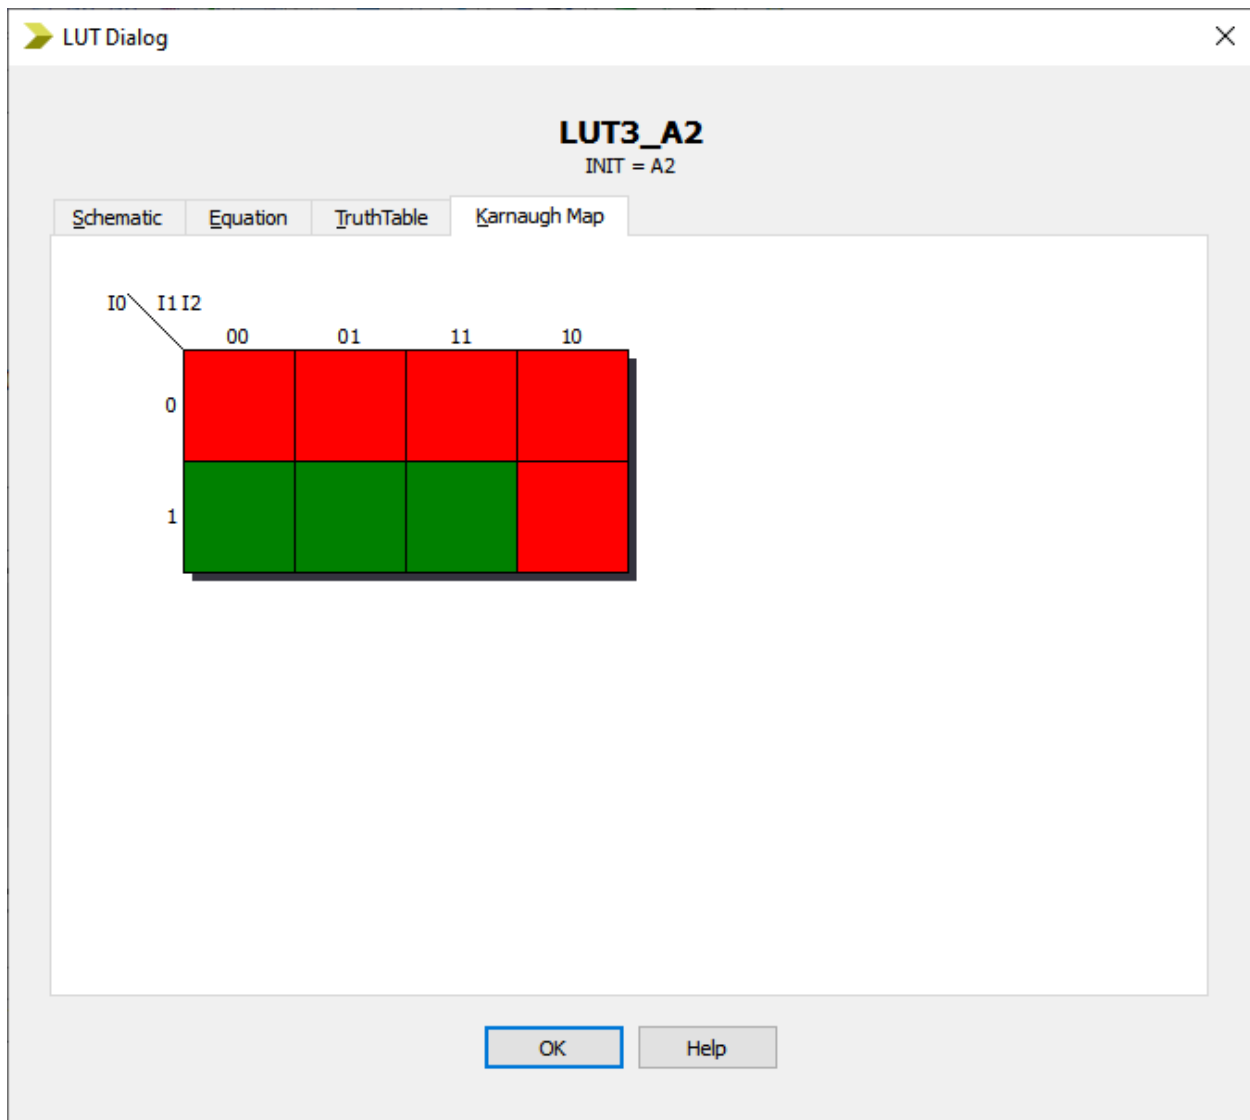 LUT Dialog
LUT3_A2
INIT = A2
Schematic Equation TruthTable Karnaugh Map
I0 I1 I2
00 01 11 10
0
1
OK Help